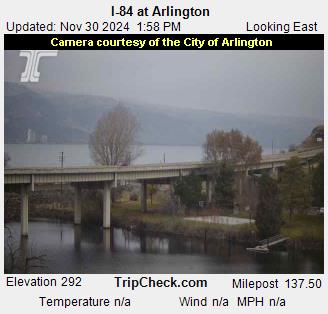 I-84 at Arlington
Updated: Nov 30 2024 1:58 PM Looking East
Camera courtesy of the City of Arlington
Elevation 292 TripCheck.com Milepost 137.50
Temperature n/a Wind n/a MPH n/a